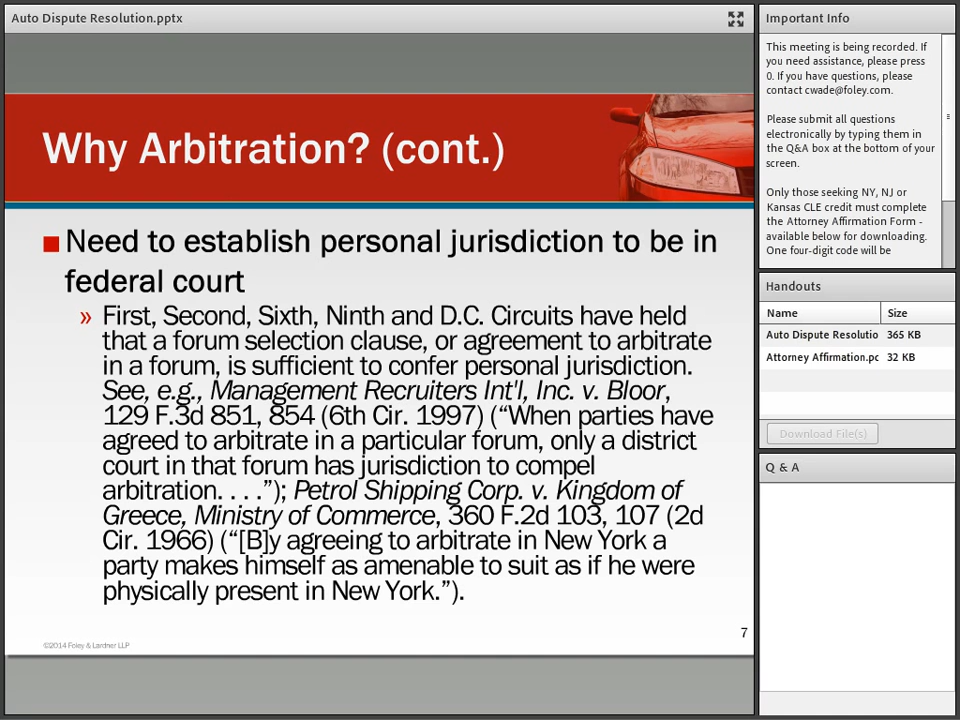 Auto Dispute Resolution.pptx
Why Arbitration? (cont.)
■ Need to establish personal jurisdiction to be in
federal court
» First, Second, Sixth, Ninth and D.C. Circuits have held
that a forum selection clause, or agreement to arbitrate
in a forum, is sufficient to confer personal jurisdiction.
See, e.g., Management Recruiters Int'l, Inc. v. Bloor,
129 F.3d 851, 854 (6th Cir. 1997) (“When parties have
agreed to arbitrate in a particular forum, only a district
court in that forum has jurisdiction to compel
arbitration. . . .”); Petrol Shipping Corp. v. Kingdom of
Greece, Ministry of Commerce, 360 F.2d 103, 107 (2d
Cir. 1966) (“[B]y agreeing to arbitrate in New York a
party makes himself as amenable to suit as if he were
physically present in New York.”).
7
©2014 Foley & Lardner LLP
Important Info
This meeting is being recorded. If
you need assistance, please press
0. If you have questions, please
contact cwade@foley.com.
Please submit all questions
electronically by typing them in
the Q&A box at the bottom of your
screen.
Only those seeking NY, NJ or
Kansas CLE credit must complete
the Attorney Affirmation Form -
available below for downloading.
One four-digit code will be
Handouts
Name Size
Auto Dispute Resolutio 365 KB
Attorney Affirmation.pc 32 KB
Download File(s)
Q & A